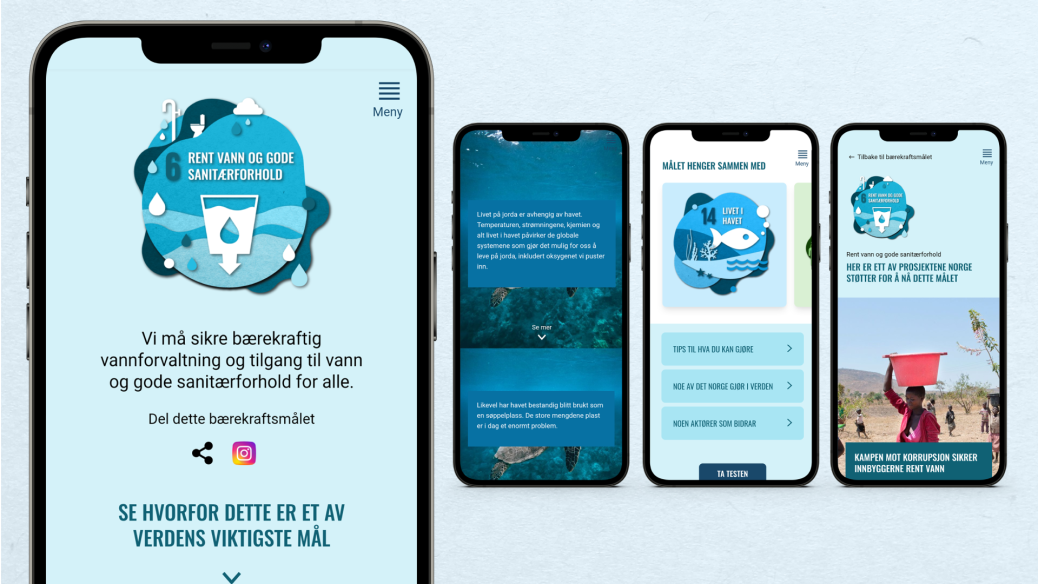 Meny
6
RENT VANN OG GODE
SANITÆRFORHOLD
Vi må sikre bærekraftig
vannforvaltning og tilgang til vann
og gode sanitærforhold for alle.
Del dette bærekraftsmålet
SE HVORFOR DETTE ER ET AV
VERDENS VIKTIGSTE MÅL
Livet på jorda er avhengig av havet.
Temperaturen, strømningene, kjemien og
alt livet i havet påvirker de globale
systemene som gjør det mulig for oss å
leve på jorda, inkludert oksygenet vi puster
inn.
Se mer
Likevel har havet bestandig blitt brukt som
en søppelplass. De store mengdene plast
er i dag et enormt problem.
Meny
MÅLET HENGER SAMMEN MED
14
LIVET I
HAVET
TIPS TIL HVA DU KAN GJØRE
NOE AV DET NORGE GJØR I VERDEN
NOEN AKTØRER SOM BIDRAR
TA TESTEN
← Tilbake til bærekraftsmålet
Meny
6
RENT VANN OG GODE
SANITÆRFORHOLD
Rent vann og gode sanitærforhold
HER ER ETT AV PROSJEKTENE NORGE
STØTTER FOR Å NÅ DETTE MÅLET
KAMPEN MOT KORRUPSJON SIKRER
INNBYGGERNE RENT VANN